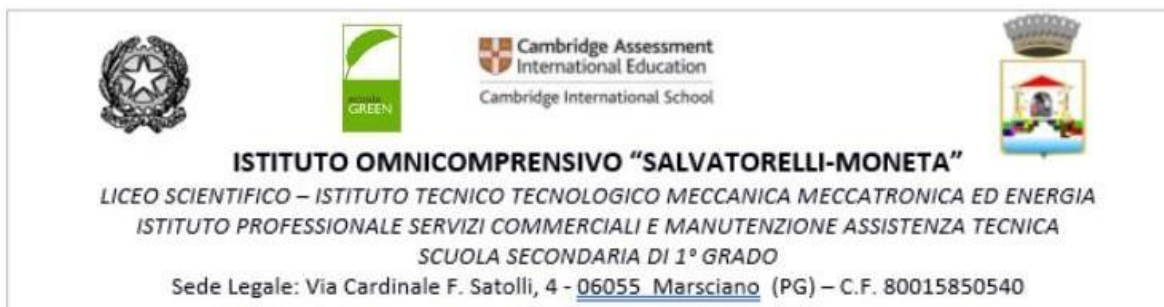 scuola
GREEN
Cambridge Assessment
International Education
Cambridge International School
ISTITUTO OMNICOMPRENSIVO “SALVATORELLI-MONETA”
LICEO SCIENTIFICO – ISTITUTO TECNICO TECNOLOGICO MECCANICA MECCATRONICA ED ENERGIA
ISTITUTO PROFESSIONALE SERVIZI COMMERCIALI E MANUTENZIONE ASSISTENZA TECNICA
SCUOLA SECONDARIA DI 1° GRADO
Sede Legale: Via Cardinale F. Satolli, 4 - 06055 Marsciano (PG) – C.F. 80015850540